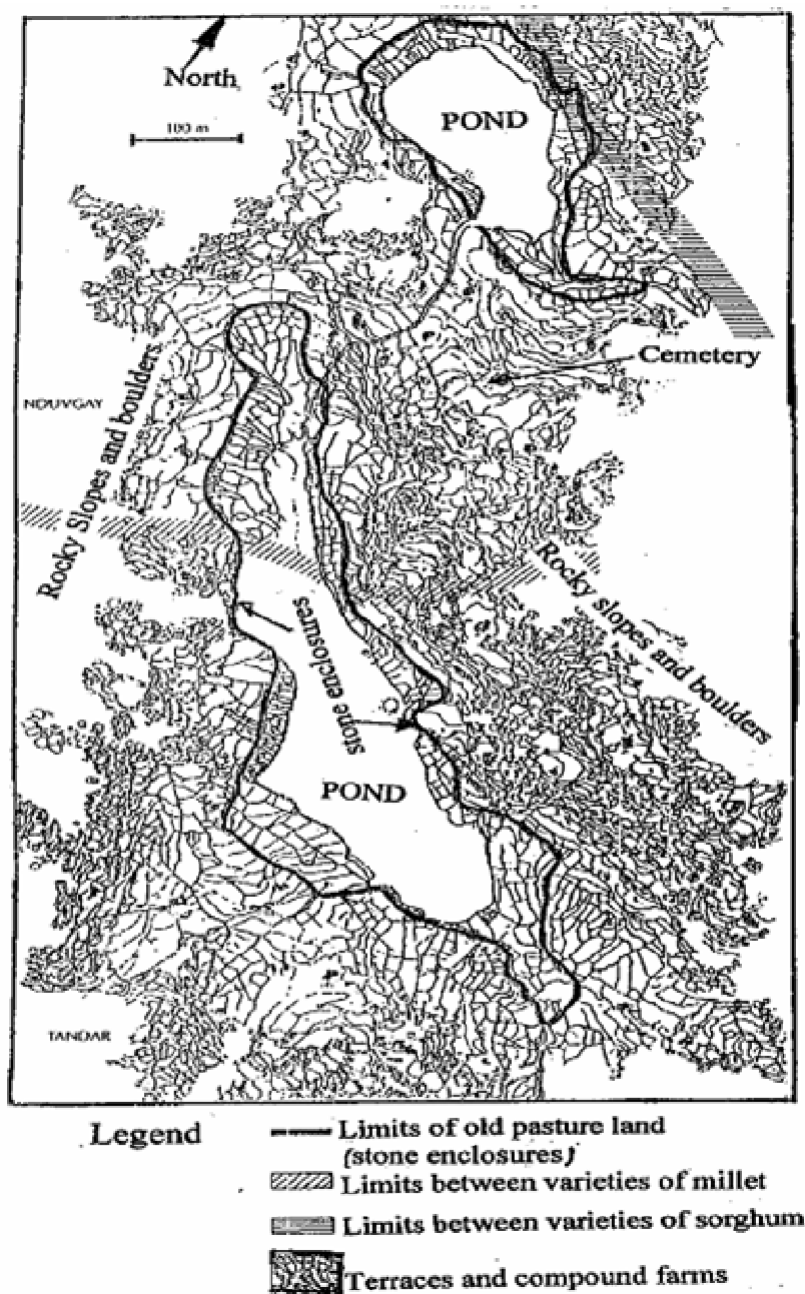 North
100 m
POND
Cemetery
NDUVGAY
Rocky Slopes and boulders
Rocky slopes and boulders
stone enclosures
POND
TANDAR
Legend
Limits of old pasture land
(stone enclosures)
Limits between varieties of millet
Limits between varieties of sorghum
Terraces and compound farms